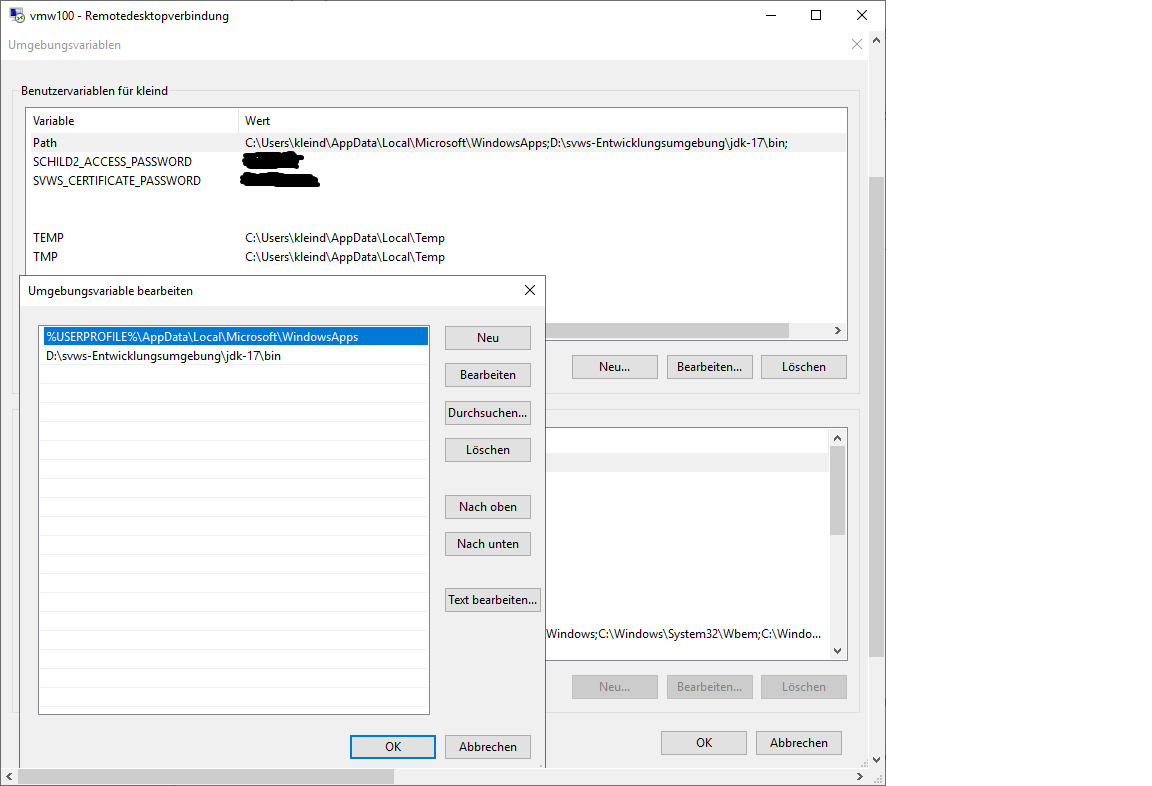 vmw100 - Remotedesktopverbindung
Umgebungsvariablen
Benutzervariablen für kleind
Variable Wert
Path C:\Users\kleind\AppData\Local\Microsoft\WindowsApps;D:\svws-Entwicklungsumgebung\jdk-17\bin;
SCHILD2_ACCESS_PASSWORD
SVWS_CERTIFICATE_PASSWORD
TEMP C:\Users\kleind\AppData\Local\Temp
TMP C:\Users\kleind\AppData\Local\Temp
Neu... Bearbeiten... Löschen
Umgebungsvariable bearbeiten
%USERPROFILE%\AppData\Local\Microsoft\WindowsApps
D:\svws-Entwicklungsumgebung\jdk-17\bin
Neu
Bearbeiten
Durchsuchen...
Löschen
Nach oben
Nach unten
Text bearbeiten...
OK Abbrechen
Windows;C:\Windows\System32\Wbem;C:\Windo...
Neu... Bearbeiten... Löschen
OK Abbrechen